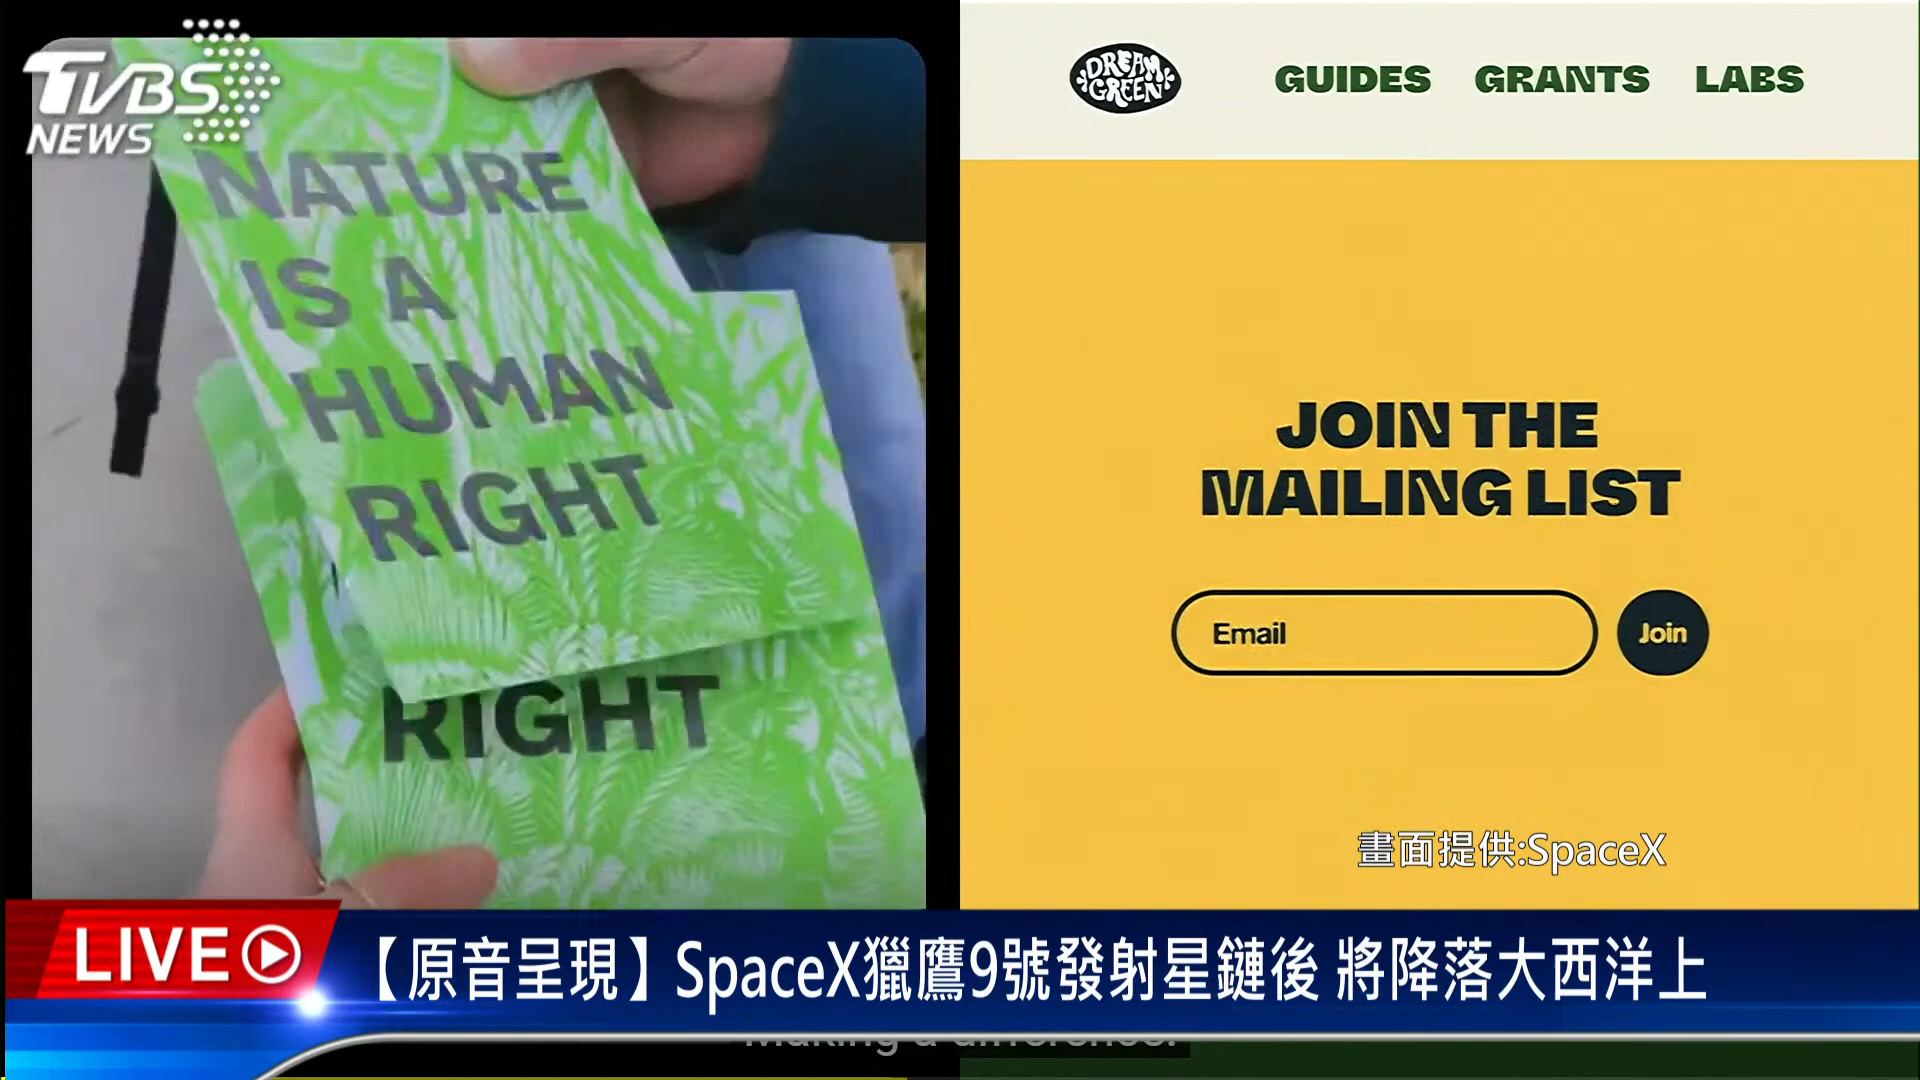 TVBS
NEWS
NATURE
IS A
HUMAN
RIGHT
RIGHT
DREAM
GREEN
GUIDES GRANTS LABS
JOIN THE
MAILING LIST
Email Join
畫面提供:SpaceX
LIVE 【原音呈現】SpaceX獵鷹9號發射星鏈後 將降落大西洋上
Making a difference.